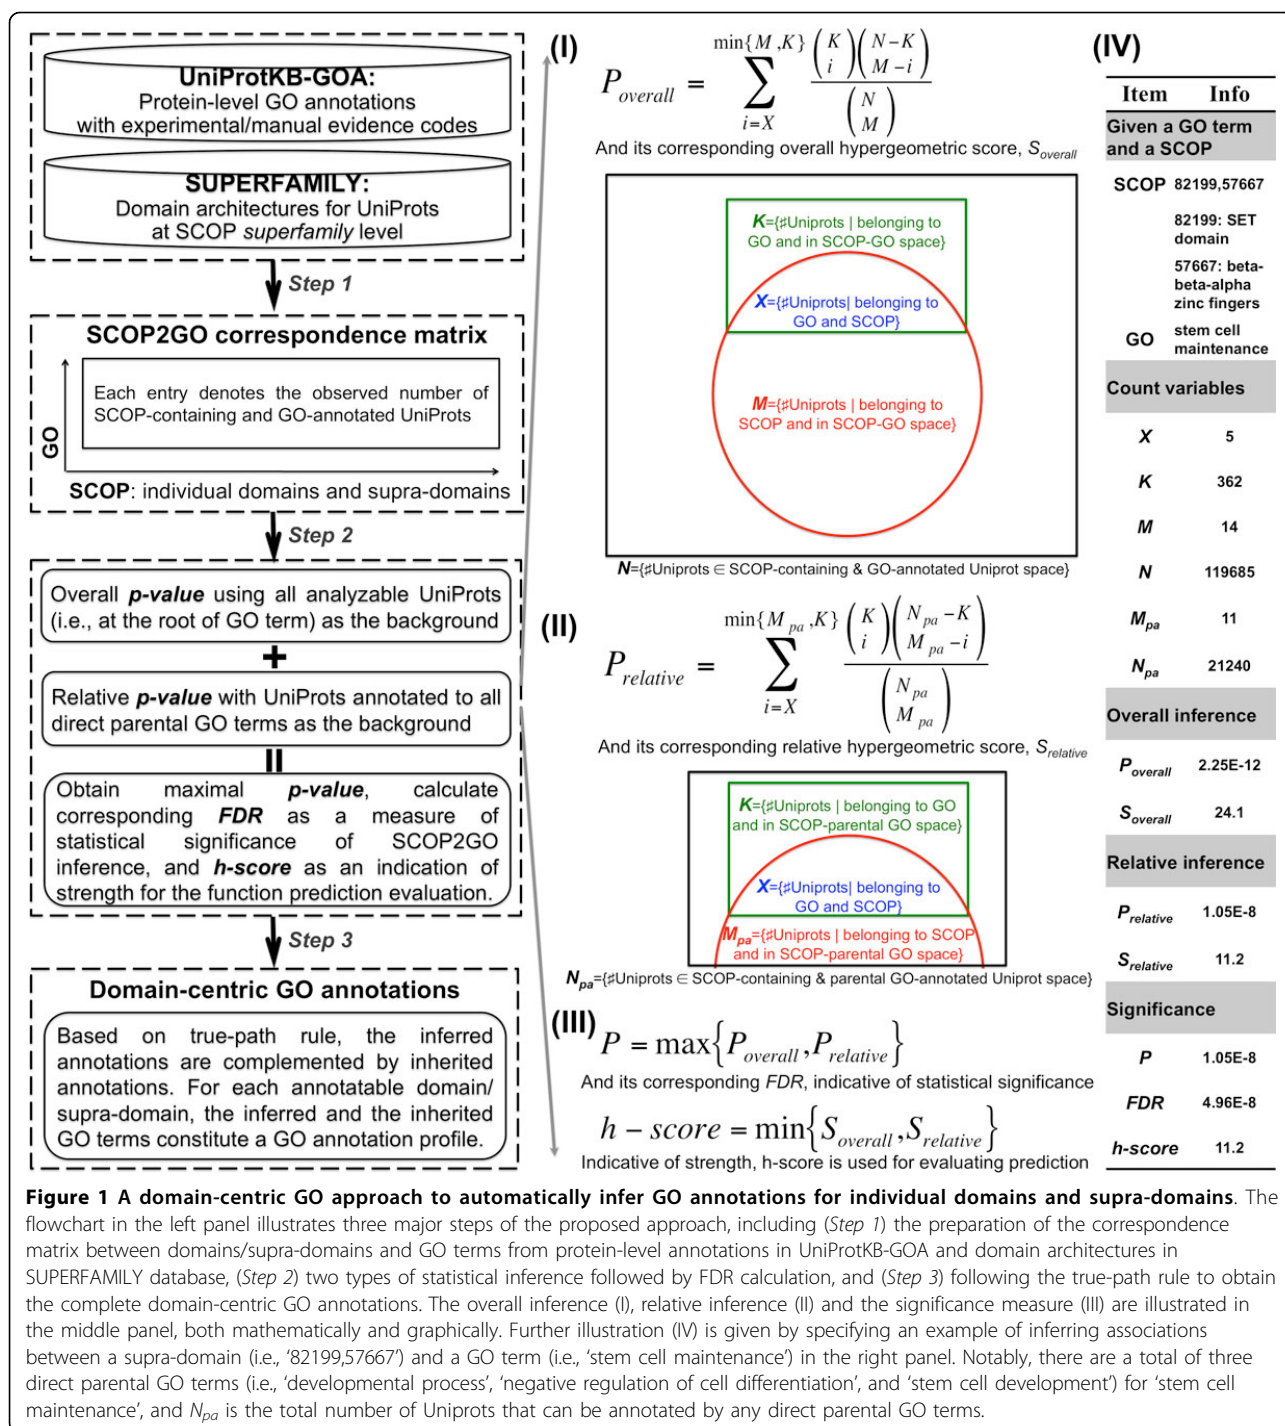 UniProtKB-GOA:
Protein-level GO annotations
with experimental/manual evidence codes
SUPERFAMILY:
Domain architectures for UniProts
at SCOP superfamily level
Step 1
SCOP2GO correspondence matrix
Each entry denotes the observed number of
SCOP-containing and GO-annotated UniProts
GO
SCOP: individual domains and supra-domains
Step 2
Overall p-value using all analyzable UniProts
(i.e., at the root of GO term) as the background
+
Relative p-value with UniProts annotated to all
direct parental GO terms as the background
=
Obtain maximal p-value, calculate
corresponding FDR as a measure of
statistical significance of SCOP2GO
inference, and h-score as an indication of
strength for the function prediction evaluation.
Step 3
Domain-centric GO annotations
Based on true-path rule, the inferred
annotations are complemented by inherited
annotations. For each annotatable domain/
supra-domain, the inferred and the inherited
GO terms constitute a GO annotation profile.
(I)
P_overall = \sum_{i=X}^{min{M,K}} \frac{\binom{K}{i}\binom{N-K}{M-i}}{\binom{N}{M}}
And its corresponding overall hypergeometric score, S_overall
K={♯Uniprots | belonging to
GO and in SCOP-GO space}
X={♯Uniprots| belonging to
GO and SCOP}
M={♯Uniprots | belonging to
SCOP and in SCOP-GO space}
N={♯Uniprots ∈ SCOP-containing & GO-annotated Uniprot space}
(II)
P_relative = \sum_{i=X}^{min{M_pa,K}} \frac{\binom{K}{i}\binom{N_pa-K}{M_pa-i}}{\binom{N_pa}{M_pa}}
And its corresponding relative hypergeometric score, S_relative
K={♯Uniprots | belonging to GO
and in SCOP-parental GO space}
X={♯Uniprots| belonging to
GO and SCOP}
M_pa={♯Uniprots | belonging to SCOP
and in SCOP-parental GO space}
N_pa={♯Uniprots ∈ SCOP-containing & parental GO-annotated Uniprot space}
(III)
P = max{P_overall, P_relative}
And its corresponding FDR, indicative of statistical significance
h – score = min{S_overall, S_relative}
Indicative of strength, h-score is used for evaluating prediction
(IV)
Item Info
Given a GO term
and a SCOP
SCOP 82199,57667
82199: SET
domain
57667: beta-
beta-alpha
zinc fingers
GO stem cell
maintenance
Count variables
X 5
K 362
M 14
N 119685
M_pa 11
N_pa 21240
Overall inference
P_overall 2.25E-12
S_overall 24.1
Relative inference
P_relative 1.05E-8
S_relative 11.2
Significance
P 1.05E-8
FDR 4.96E-8
h-score 11.2
Figure 1 A domain-centric GO approach to automatically infer GO annotations for individual domains and supra-domains. The
flowchart in the left panel illustrates three major steps of the proposed approach, including (Step 1) the preparation of the correspondence
matrix between domains/supra-domains and GO terms from protein-level annotations in UniProtKB-GOA and domain architectures in
SUPERFAMILY database, (Step 2) two types of statistical inference followed by FDR calculation, and (Step 3) following the true-path rule to obtain
the complete domain-centric GO annotations. The overall inference (I), relative inference (II) and the significance measure (III) are illustrated in
the middle panel, both mathematically and graphically. Further illustration (IV) is given by specifying an example of inferring associations
between a supra-domain (i.e., ‘82199,57667’) and a GO term (i.e., ‘stem cell maintenance’) in the right panel. Notably, there are a total of three
direct parental GO terms (i.e., ‘developmental process’, ‘negative regulation of cell differentiation’, and ‘stem cell development’) for ‘stem cell
maintenance’, and N_pa is the total number of Uniprots that can be annotated by any direct parental GO terms.